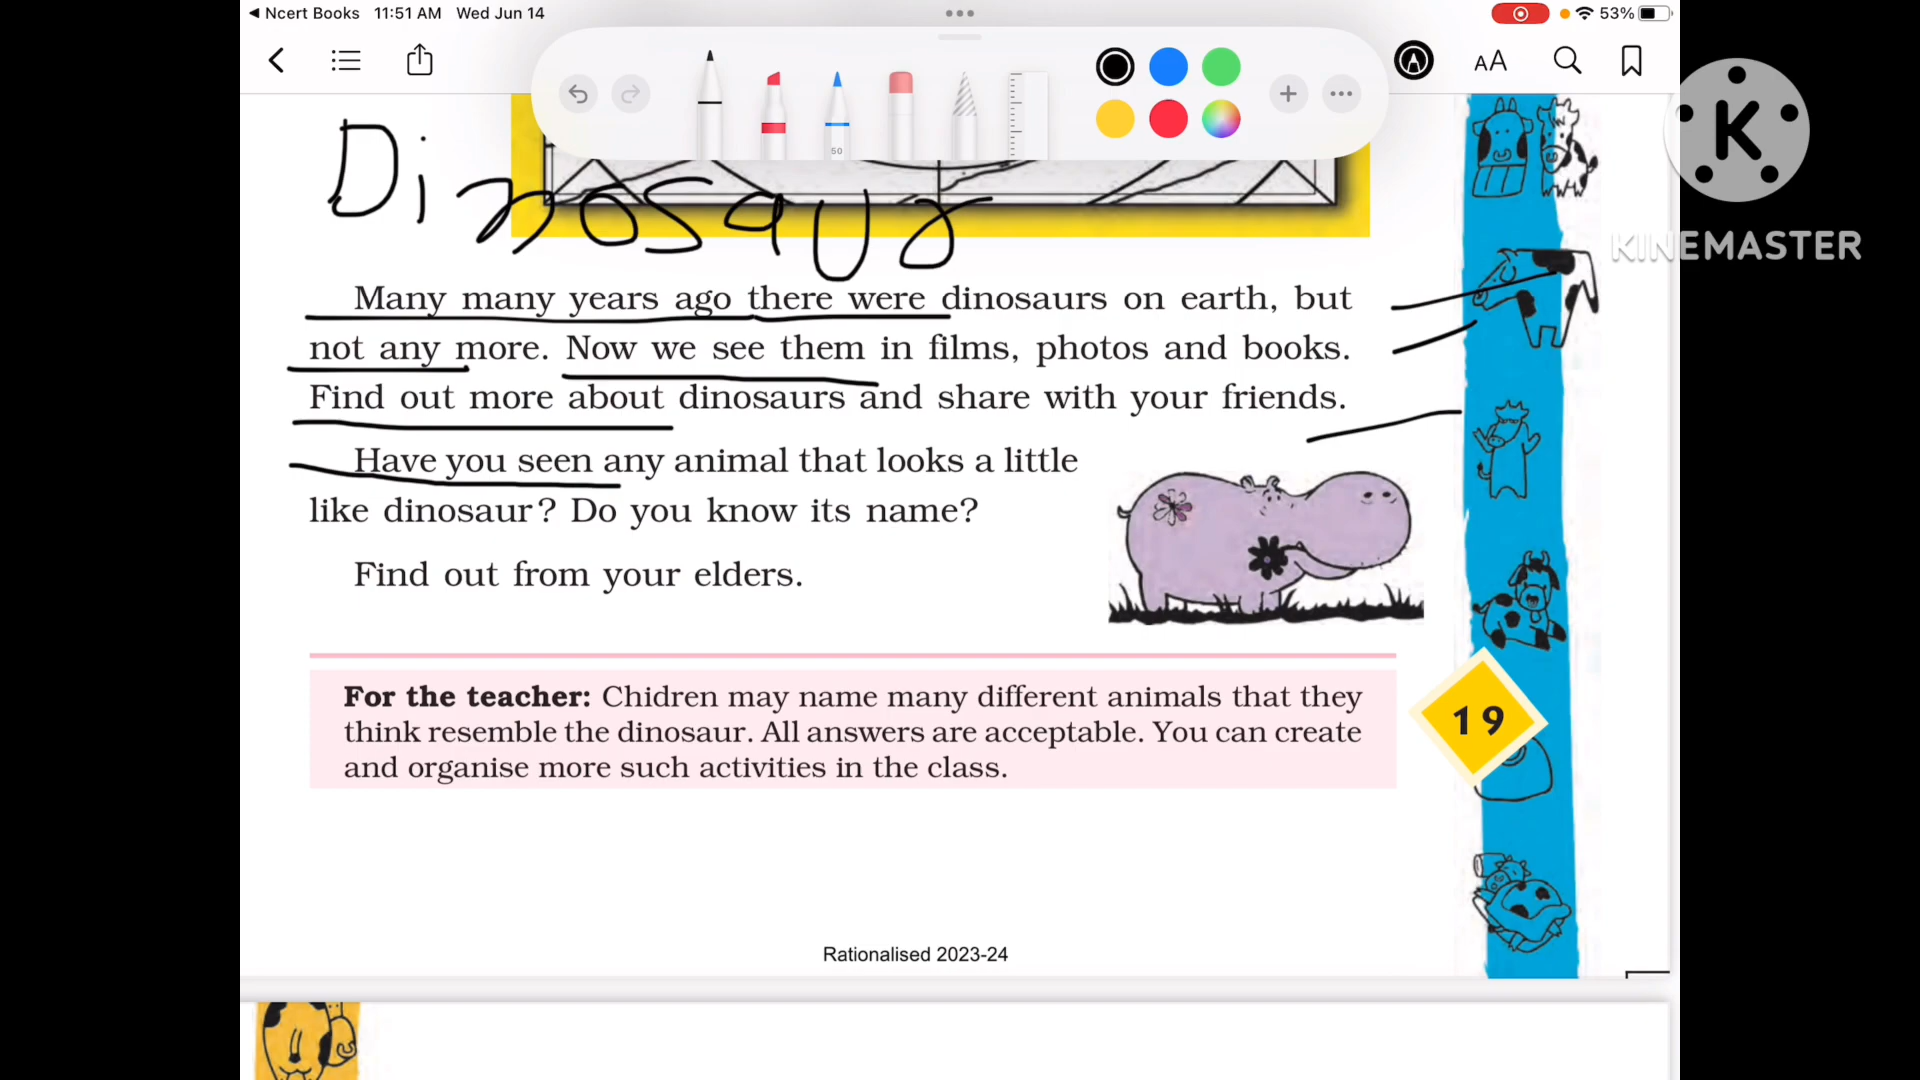 Ncert Books 11:51 AM Wed Jun 14
53%
AA
50
K
KINEMASTER
Dinosaur
Many many years ago there were dinosaurs on earth, but
not any more. Now we see them in films, photos and books.
Find out more about dinosaurs and share with your friends.
Have you seen any animal that looks a little
like dinosaur? Do you know its name?
Find out from your elders.
For the teacher: Chidren may name many different animals that they
think resemble the dinosaur. All answers are acceptable. You can create
and organise more such activities in the class.
19
Rationalised 2023-24